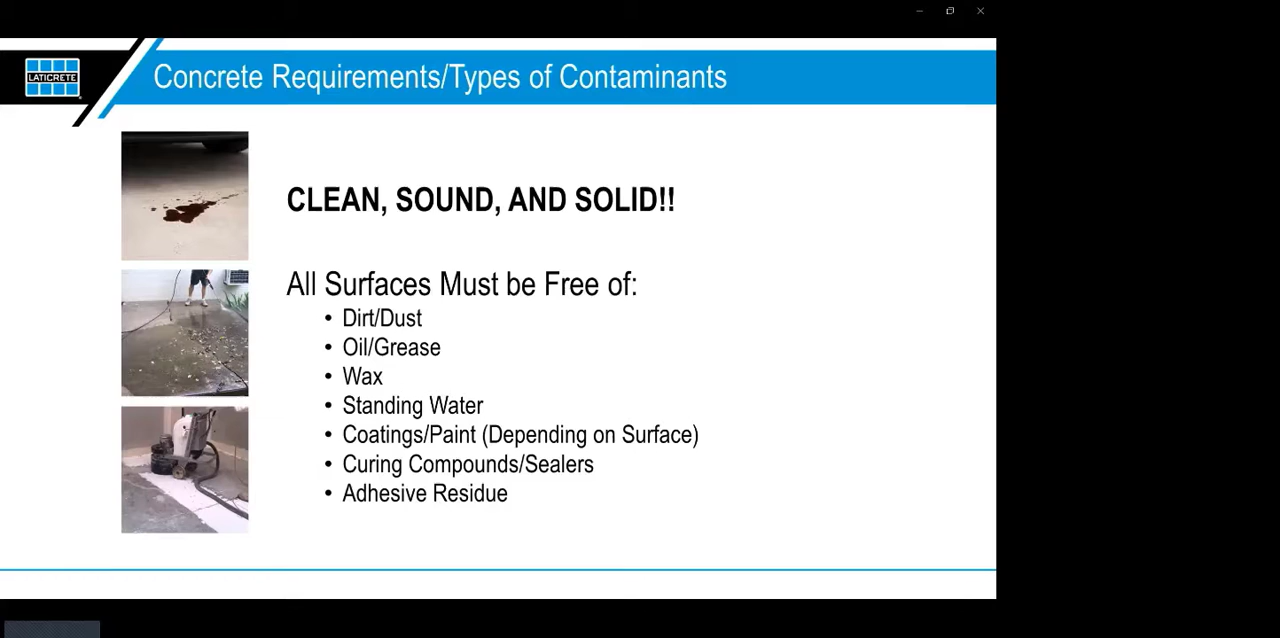 LATICRETE
Concrete Requirements/Types of Contaminants
CLEAN, SOUND, AND SOLID!!
All Surfaces Must be Free of:
• Dirt/Dust
• Oil/Grease
• Wax
• Standing Water
• Coatings/Paint (Depending on Surface)
• Curing Compounds/Sealers
• Adhesive Residue